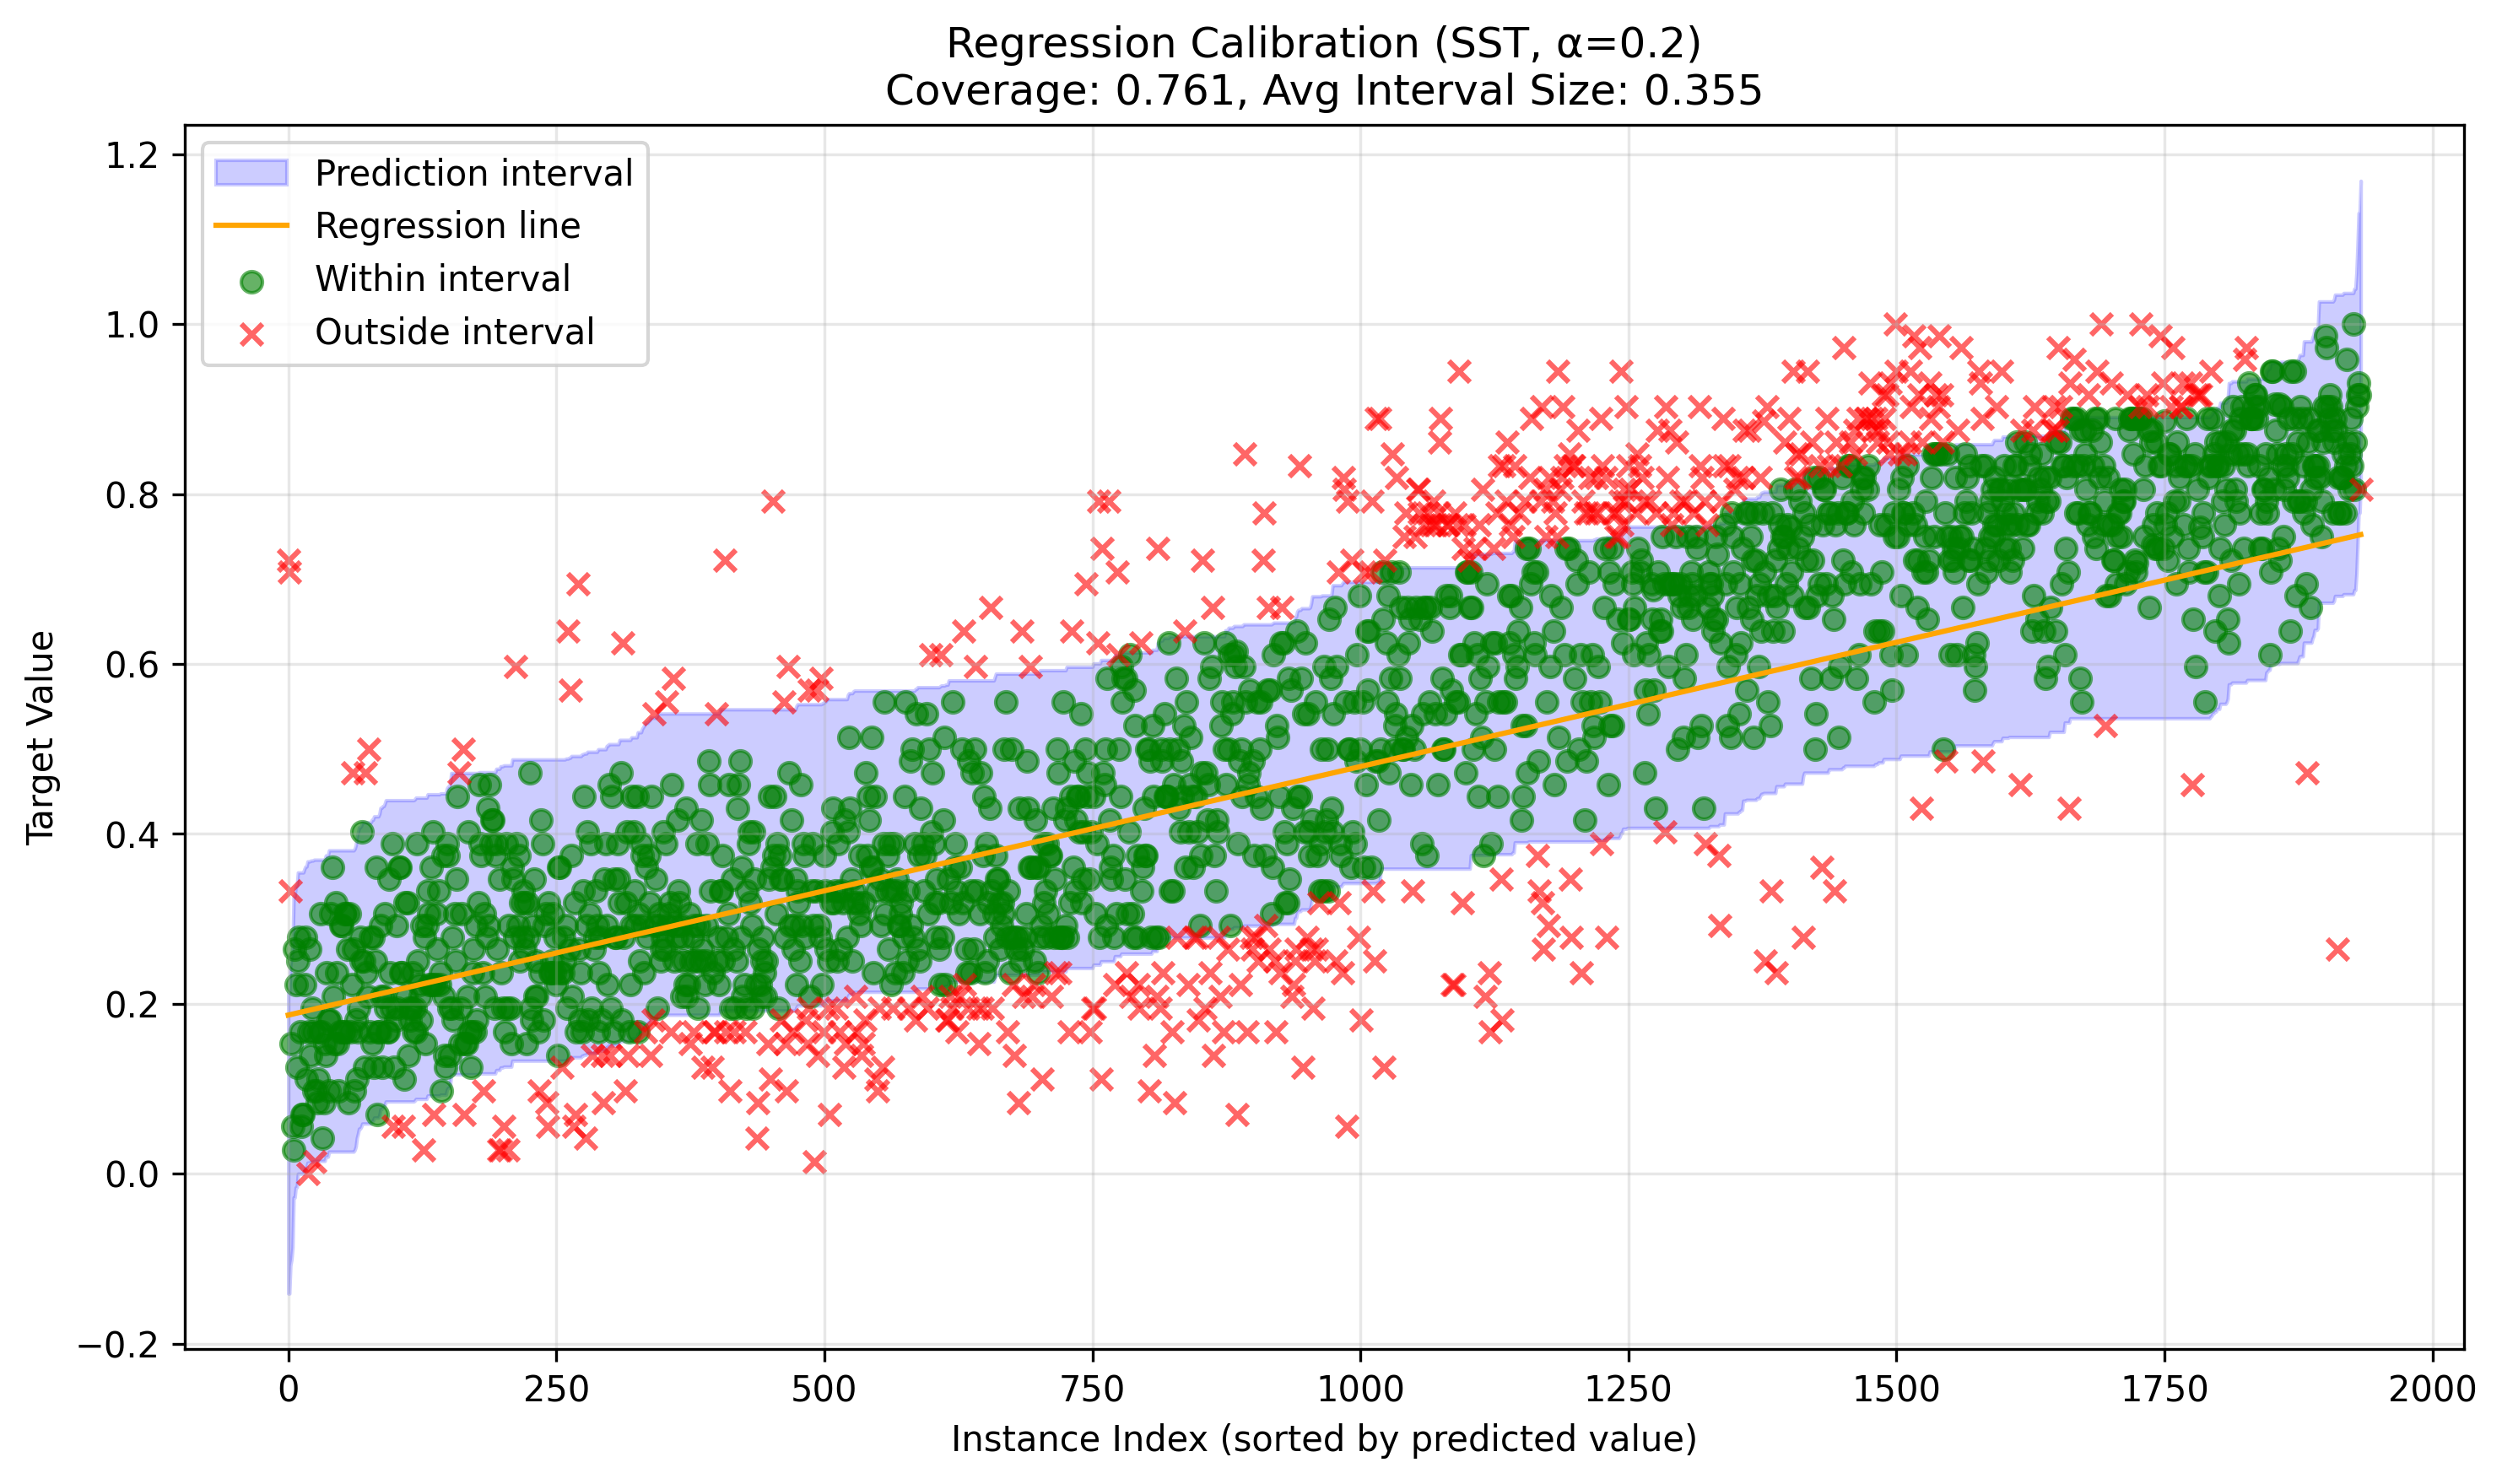 Regression Calibration (SST, α=0.2)
Coverage: 0.761, Avg Interval Size: 0.355
Prediction interval
Regression line
Within interval
Outside interval
Target Value
1.2
1.0
0.8
0.6
0.4
0.2
0.0
−0.2
0 250 500 750 1000 1250 1500 1750 2000
Instance Index (sorted by predicted value)